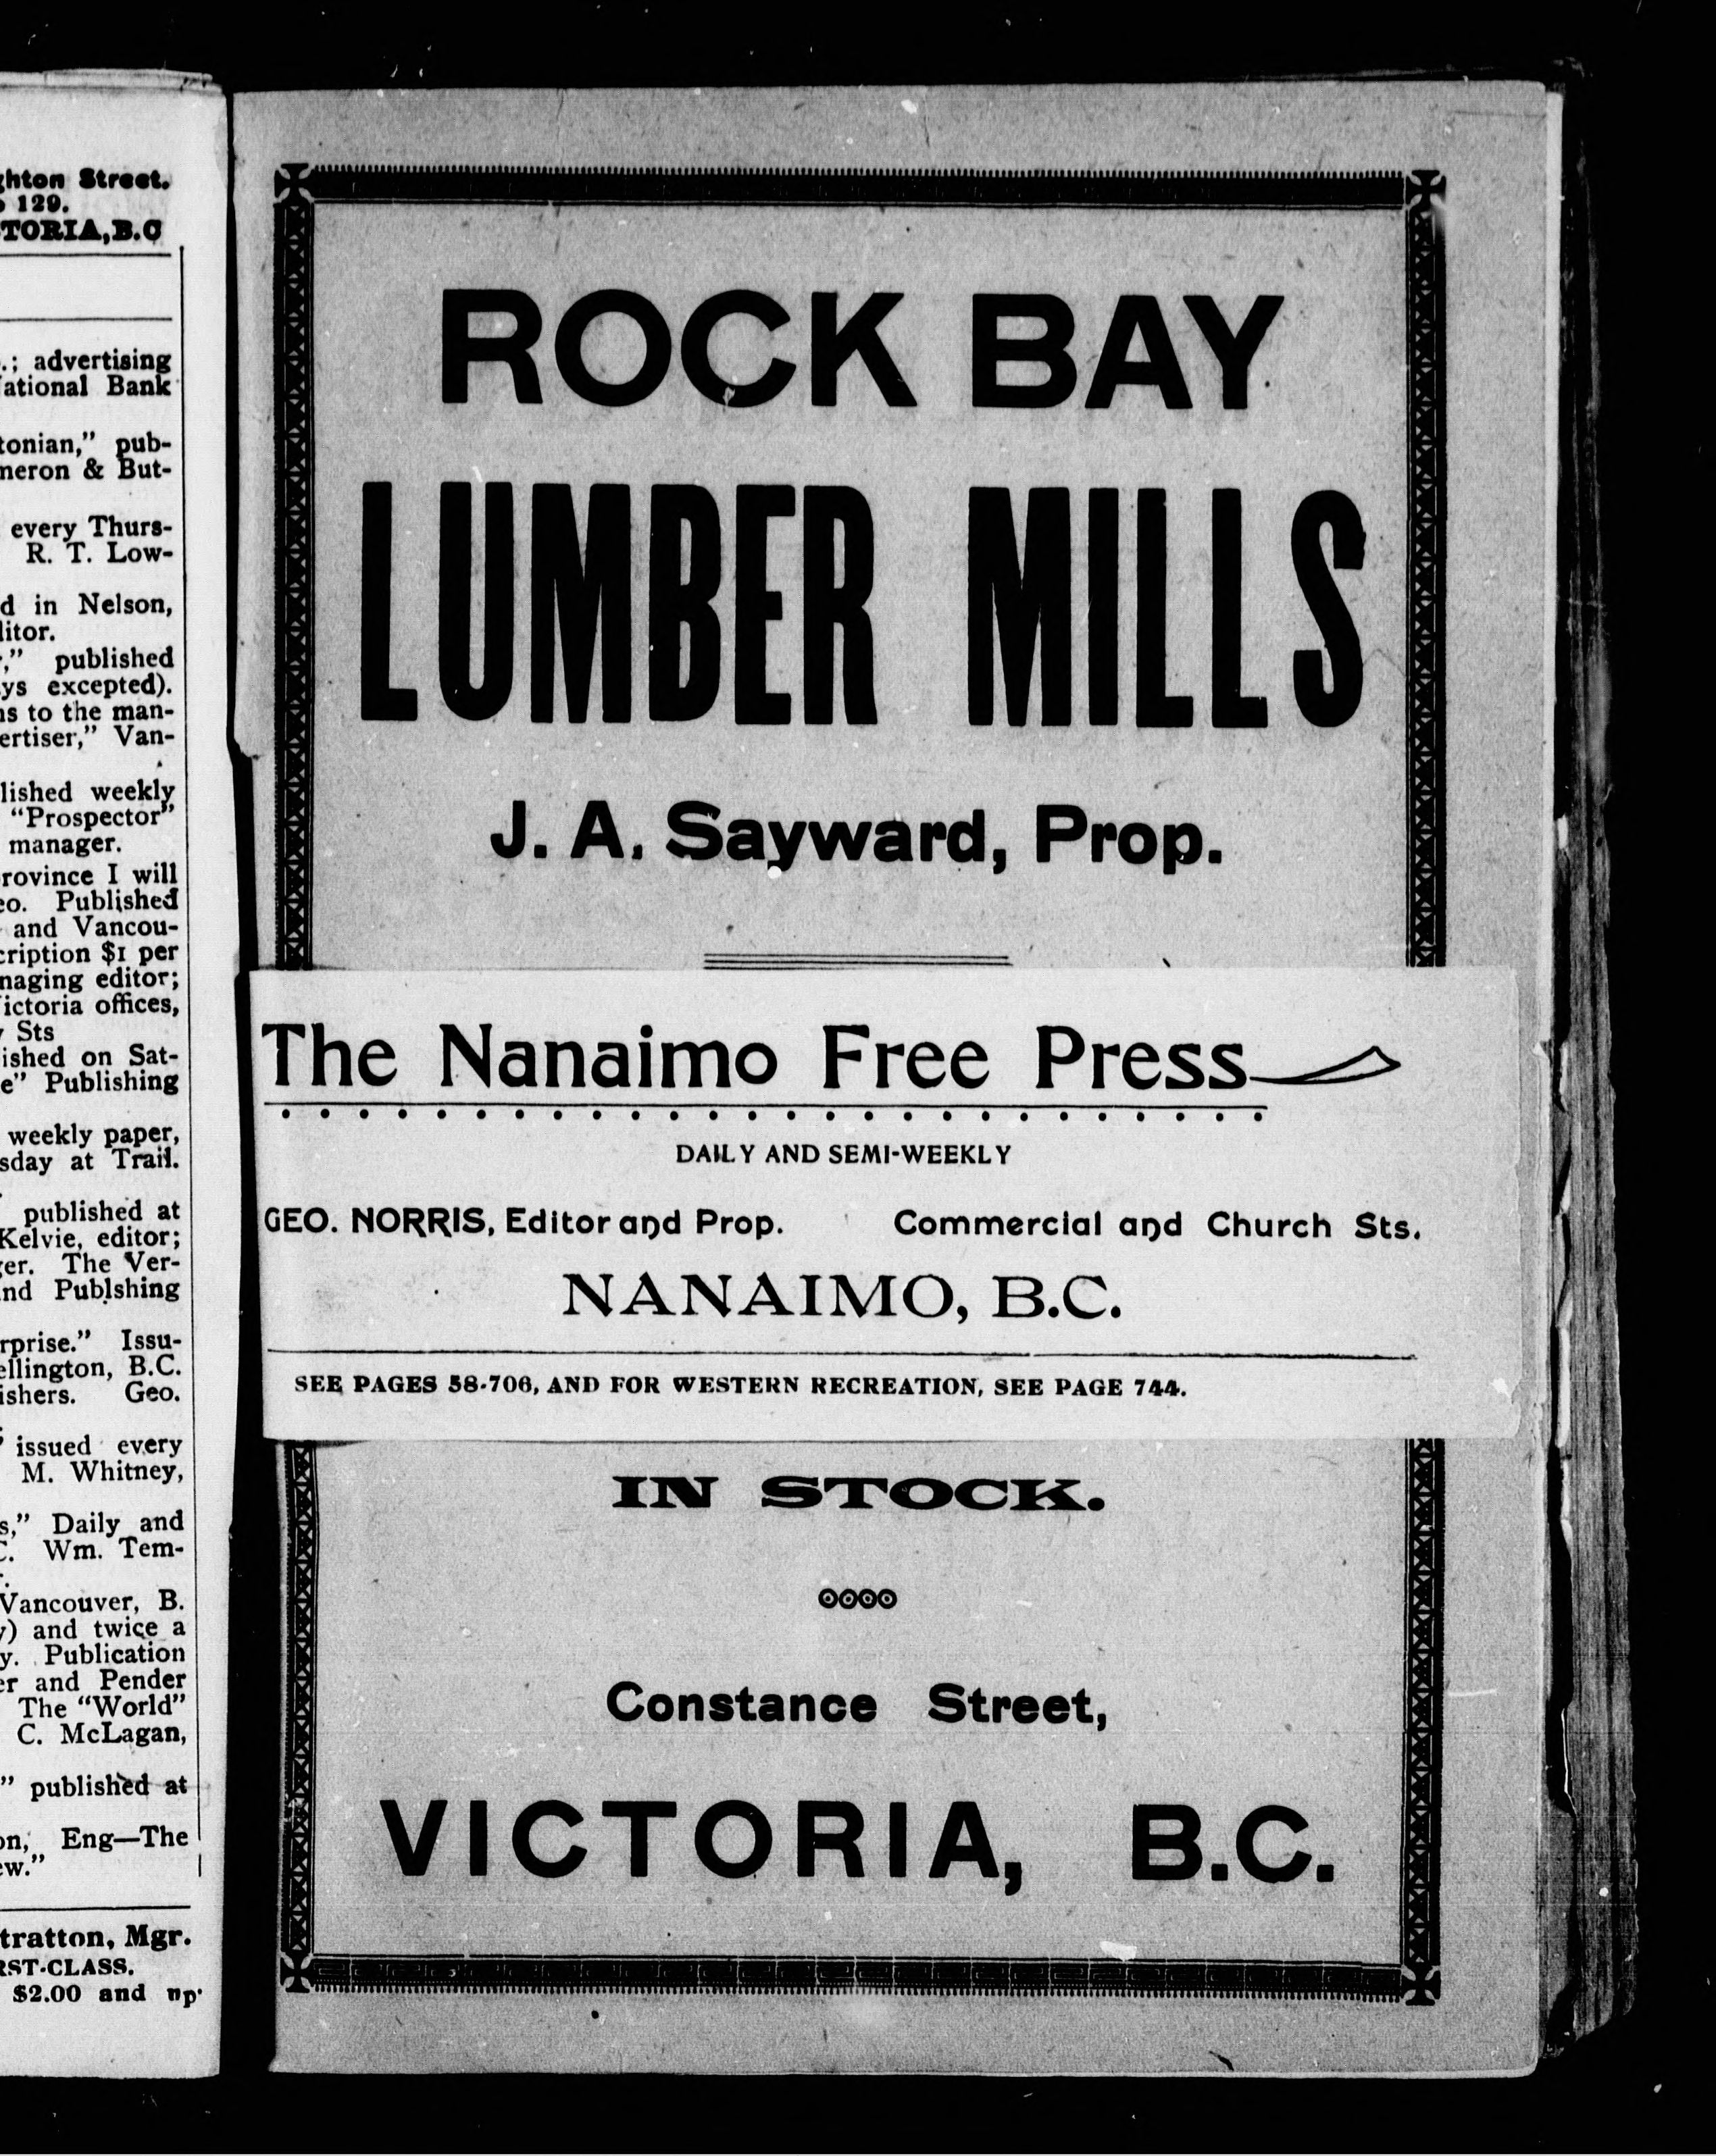 ghton Street.
129.
TORIA, B.C
.; advertising
ational Bank
tonian," pub-
meron & But-
every Thurs-
R. T. Low-
d in Nelson,
ditor.
," published
ys excepted).
ns to the man-
ertiser," Van-
lished weekly
"Prospector"
manager.
rovince I will
eo. Published
and Vancou-
cription $1 per
naging editor;
ictoria offices,
y Sts
ished on Sat-
e" Publishing
weekly paper,
sday at Trail.
published at
Kelvie, editor;
ger. The Ver-
and Publshing
rprise." Issu-
ellington, B.C.
ishers. Geo.
issued every
M. Whitney,
s," Daily and
C. Wm. Tem-
Vancouver, B.
y) and twice a
y. Publication
er and Pender
The "World"
C. McLagan,
" published at
on, Eng—The
ew."
tratton, Mgr.
RST-CLASS.
$2.00 and up
ROCK BAY
LUMBER MILLS
J. A. Sayward, Prop.
The Nanaimo Free Press
DAILY AND SEMI-WEEKLY
GEO. NORRIS, Editor and Prop. Commercial and Church Sts.
NANAIMO, B.C.
SEE PAGES 58-706, AND FOR WESTERN RECREATION, SEE PAGE 744.
IN STOCK.
Constance Street,
VICTORIA, B.C.